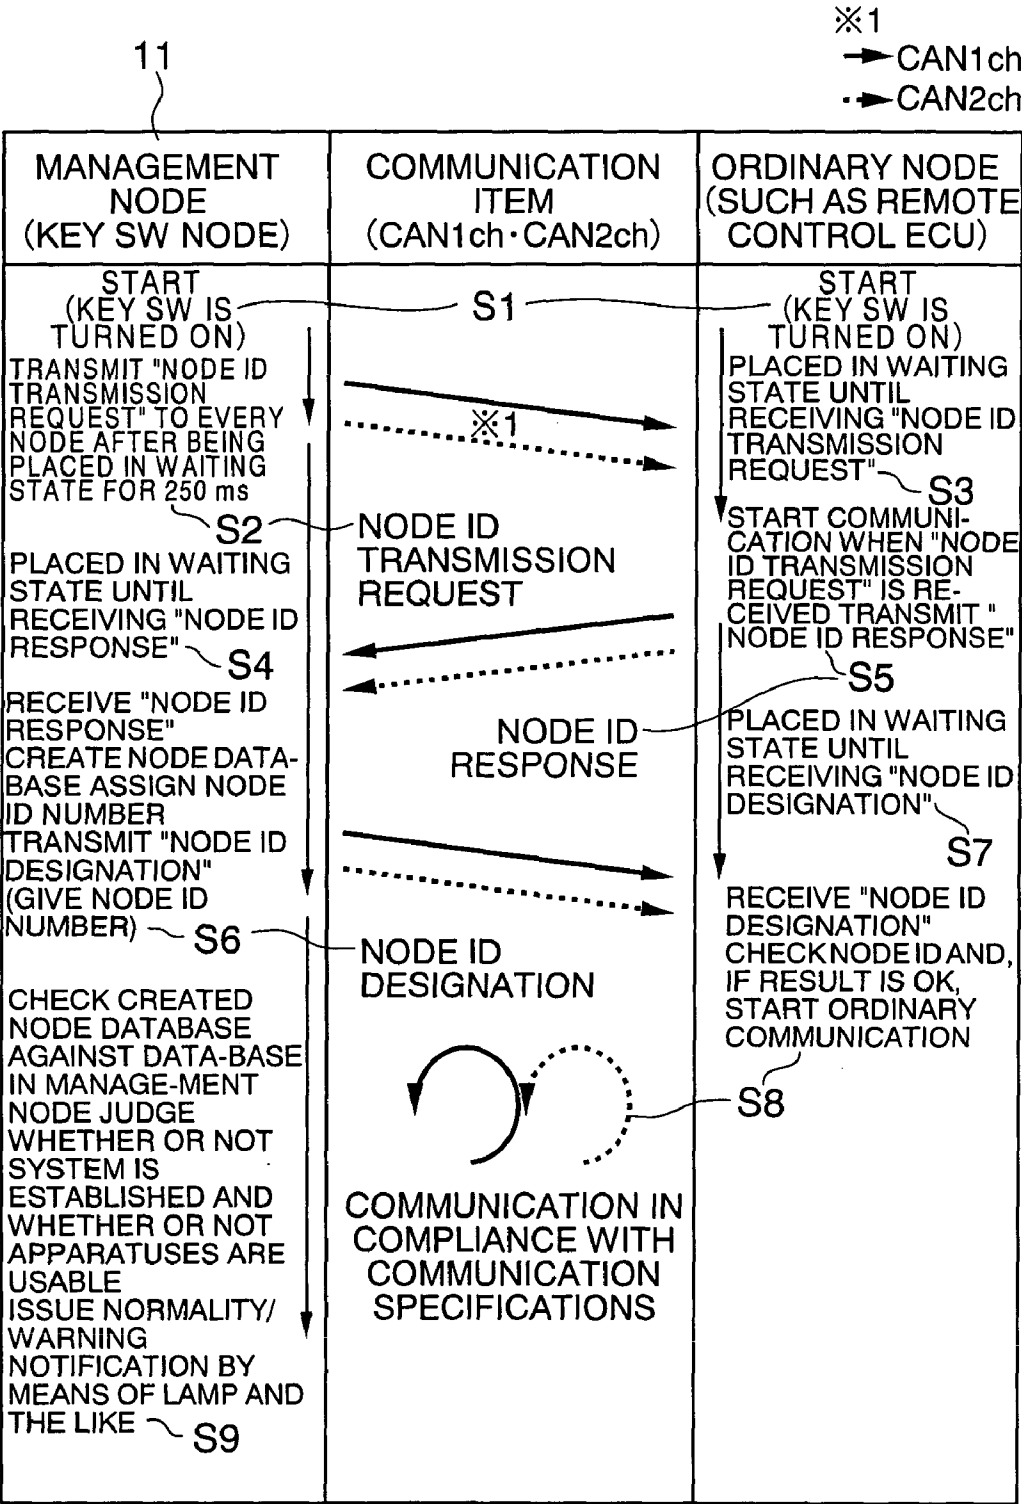 ※1
CAN1ch
CAN2ch
11
MANAGEMENT
NODE
(KEY SW NODE)
COMMUNICATION
ITEM
(CAN1ch・CAN2ch)
ORDINARY NODE
(SUCH AS REMOTE
CONTROL ECU)
START
(KEY SW IS
TURNED ON)
S1
START
(KEY SW IS
TURNED ON)
TRANSMIT "NODE ID
TRANSMISSION
REQUEST" TO EVERY
NODE AFTER BEING
PLACED IN WAITING
STATE FOR 250 ms
S2
※1
NODE ID
TRANSMISSION
REQUEST
PLACED IN WAITING
STATE UNTIL
RECEIVING "NODE ID
TRANSMISSION
REQUEST"
S3
START COMMUNI-
CATION WHEN "NODE
ID TRANSMISSION
REQUEST" IS RE-
CEIVED TRANSMIT "
NODE ID RESPONSE"
S5
PLACED IN WAITING
STATE UNTIL
RECEIVING "NODE ID
RESPONSE"
S4
NODE ID
RESPONSE
RECEIVE "NODE ID
RESPONSE"
CREATE NODE DATA-
BASE ASSIGN NODE
ID NUMBER
TRANSMIT "NODE ID
DESIGNATION"
(GIVE NODE ID
NUMBER)
S6
NODE ID
DESIGNATION
PLACED IN WAITING
STATE UNTIL
RECEIVING "NODE ID
DESIGNATION"
S7
RECEIVE "NODE ID
DESIGNATION"
CHECK NODE ID AND,
IF RESULT IS OK,
START ORDINARY
COMMUNICATION
S8
COMMUNICATION IN
COMPLIANCE WITH
COMMUNICATION
SPECIFICATIONS
CHECK CREATED
NODE DATABASE
AGAINST DATA-BASE
IN MANAGE-MENT
NODE JUDGE
WHETHER OR NOT
SYSTEM IS
ESTABLISHED AND
WHETHER OR NOT
APPARATUSES ARE
USABLE
ISSUE NORMALITY/
WARNING
NOTIFICATION BY
MEANS OF LAMP AND
THE LIKE
S9